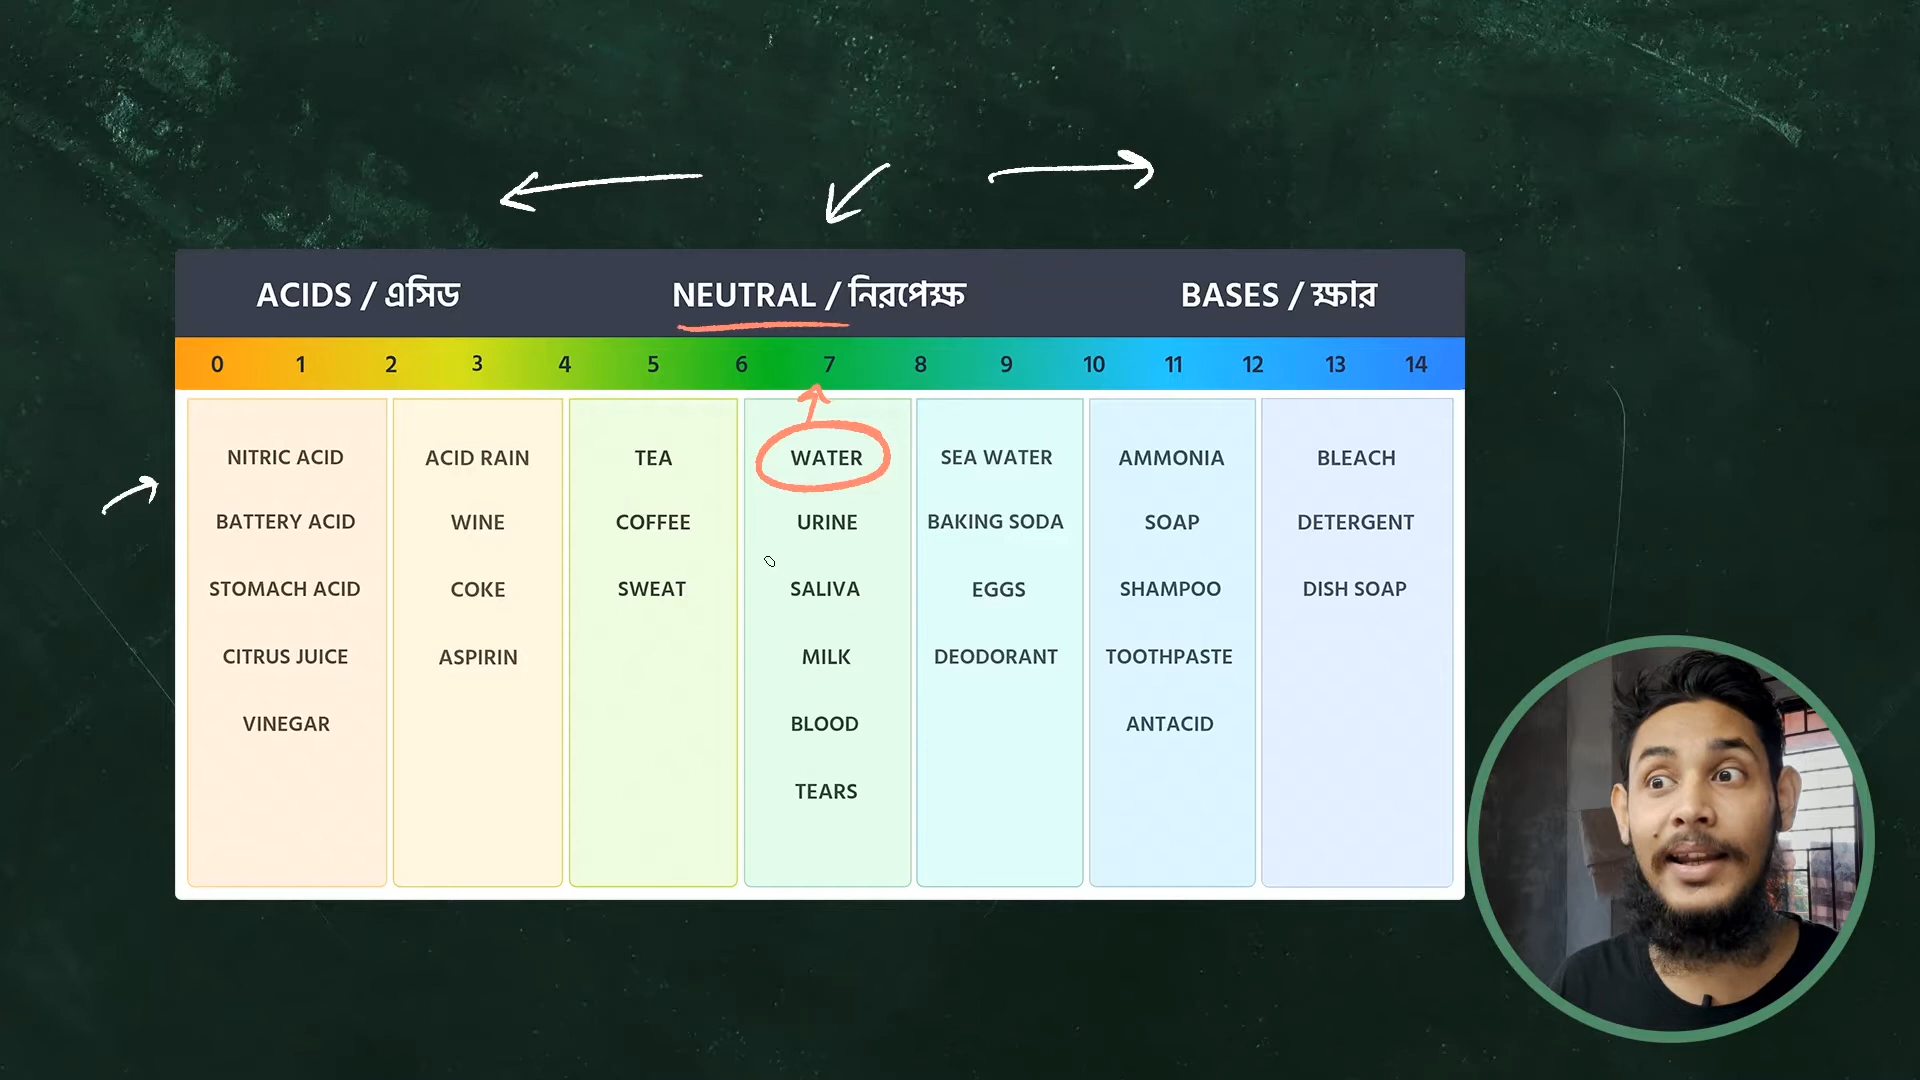 ACIDS / এসিড
NEUTRAL / নিরপেক্ষ
BASES / ক্ষার
0 1 2 3 4 5 6 7 8 9 10 11 12 13 14
NITRIC ACID
BATTERY ACID
STOMACH ACID
CITRUS JUICE
VINEGAR
ACID RAIN
WINE
COKE
ASPIRIN
TEA
COFFEE
SWEAT
WATER
URINE
SALIVA
MILK
BLOOD
TEARS
SEA WATER
BAKING SODA
EGGS
DEODORANT
AMMONIA
SOAP
SHAMPOO
TOOTHPASTE
ANTACID
BLEACH
DETERGENT
DISH SOAP